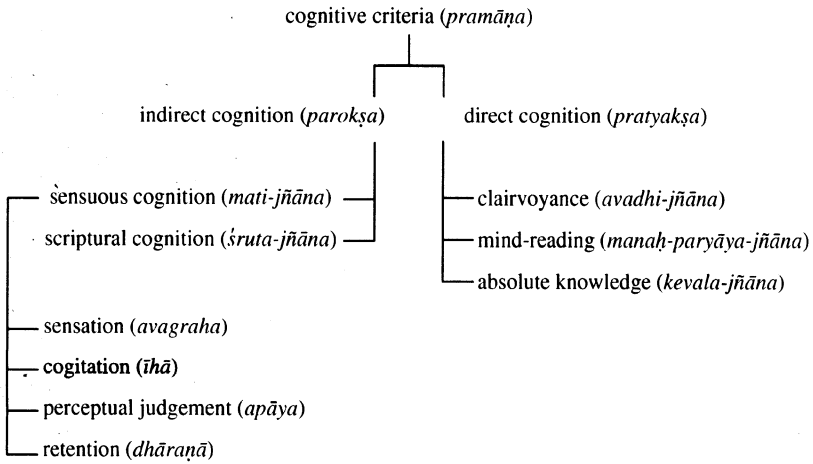 cognitive criteria (pramāṇa)
indirect cognition (parokṣa)
direct cognition (pratyakṣa)
sensuous cognition (mati-jñāna)
scriptural cognition (śruta-jñāna)
clairvoyance (avadhi-jñāna)
mind-reading (manaḥ-paryāya-jñāna)
absolute knowledge (kevala-jñāna)
sensation (avagraha)
cogitation (īhā)
perceptual judgement (apāya)
retention (dhāraṇā)